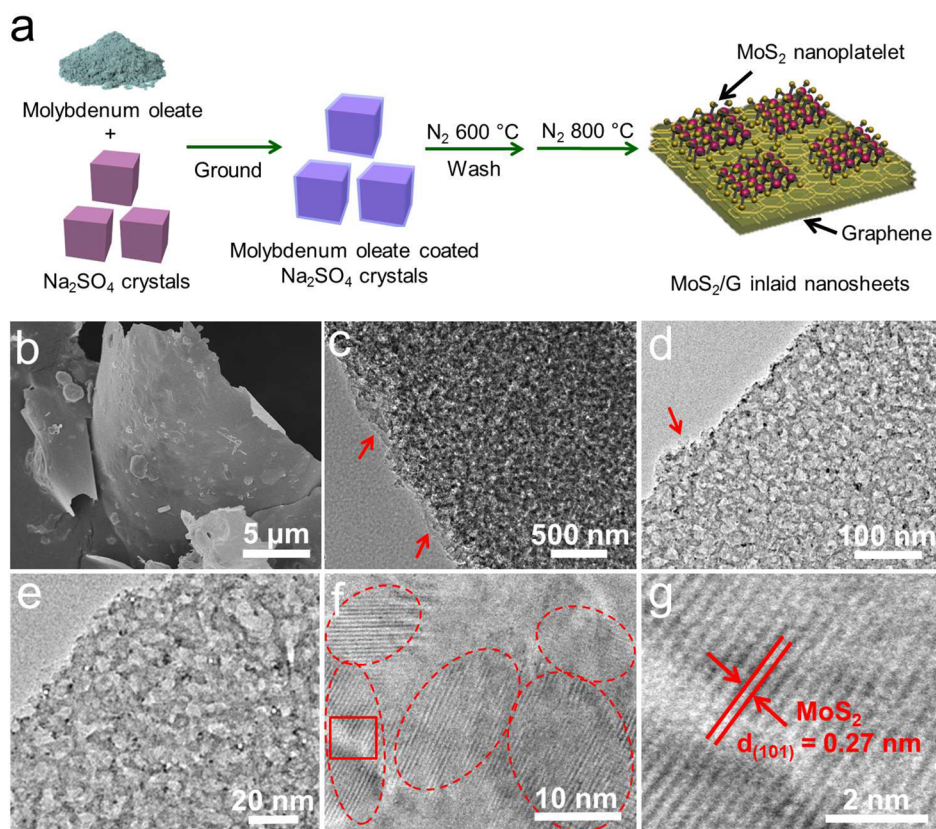 a
MoS₂
nanoplatelet
Molybdenum oleate
+
N₂ 600 °C
N₂ 800 °C
Ground
Wash
Graphene
Molybdenum oleate coated
Na₂SO₄ crystals
Na₂SO₄ crystals
MoS₂/G inlaid nanosheets
b
5 µm
c
500 nm
d
100 nm
e
20 nm
f
10 nm
g
MoS₂
d₍₁₀₁₎ = 0.27 nm
2 nm